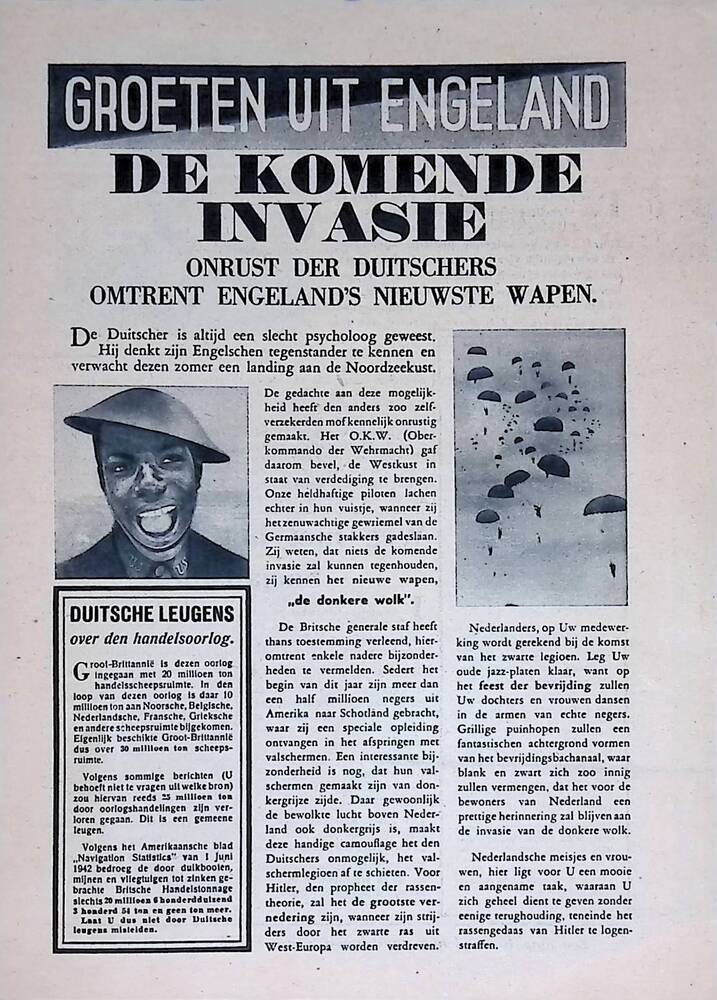 GROETEN UIT ENGELAND
DE KOMENDE
INVASIE
ONRUST DER DUITSCHERS
OMTRENT ENGELAND'S NIEUWSTE WAPEN.
De Duitscher is altijd een slecht psycholoog geweest.
Hij denkt zijn Engelschen tegenstander te kennen en
verwacht dezen zomer een landing aan de Noordzeekust.
De gedachte aan deze mogelijk-
heid heeft den anders zoo zelf-
verzekerden mof kennelijk onrustig
gemaakt. Het O.K.W. (Ober-
kommando der Wehrmacht) gaf
daarom bevel, de Westkust in
staat van verdediging te brengen.
Onze heldhaftige piloten lachen
echter in hun vuistje, wanneer zij
het zenuwachtige gewriemel van de
Germaansche stakkers gadeslaan.
Zij weten, dat niets de komende
invasie zal kunnen tegenhouden,
zij kennen het nieuwe wapen,
„de donkere wolk".
De Britsche generale staf heeft
thans toestemming verleend, hier-
omtrent enkele nadere bijzonder-
heden te vermelden. Sedert het
begin van dit jaar zijn meer dan
een half millioen negers uit
Amerika naar Schotland gebracht,
waar zij een speciale opleiding
ontvangen in het afspringen met
valschermen. Een interessante bij-
zonderheid is nog, dat hun val-
schermen gemaakt zijn van don-
kergrijze zijde. Daar gewoonlijk
de bewolkte lucht boven Neder-
land ook donkergrijs is, maakt
deze handige camouflage het den
Duitschers onmogelijk, het val-
schermlegioen af te schieten. Voor
Hitler, den propheet der rassen-
theorie, zal het de grootste ver-
nedering zijn, wanneer zijn strij-
ders door het zwarte ras uit
West-Europa worden verdreven.
Nederlanders, op Uw medewer-
king wordt gerekend bij de komst
van het zwarte legioen. Leg Uw
oude jazz-platen klaar, want op
het feest der bevrijding zullen
Uw dochters en vrouwen dansen
in de armen van echte negers.
Grillige puinhopen zullen een
fantastischen achtergrond vormen
van het bevrijdingsbachanaal, waar
blank en zwart zich zoo innig
zullen vermengen, dat het voor de
bewoners van Nederland een
prettige herinnering zal blijven aan
de invasie van de donkere wolk.
Nederlandsche meisjes en vrou-
wen, hier ligt voor U een mooie
en aangename taak, waaraan U
zich geheel dient te geven zonder
eenige terughouding, teneinde het
rassengedaas van Hitler te logen-
straffen.
DUITSCHE LEUGENS
over den handelsoorlog.
Groot-Brittannië is dezen oorlog
ingegaan met 20 millioen ton
handelsscheepsruimte. In den
loop van dezen oorlog is daar 10
millioen ton aan Noorsche, Belgische,
Nederlandsche, Fransche, Grieksche
en andere scheepsruimte bijgekomen.
Eigenlijk beschikte Groot-Brittannië
dus over 30 millioen ton scheeps-
ruimte.
Volgens sommige berichten (U
behoeft niet te vragen uit welke bron)
zou hiervan reeds 25 millioen ton
door oorlogshandelingen zijn ver-
loren gegaan. Dit is een gemeene
leugen.
Volgens het Amerikaansche blad
„Navigation Statistics" van 1 Juni
1942 bedroeg de door duikbooten,
mijnen en vliegtuigen tot zinken ge-
brachte Britsche Handelstonnage
slechts 20 millioen 6 honderdduizend
3 honderd 54 ton en geen ton meer.
Laat U dus niet door Duitsche
leugens misleiden.